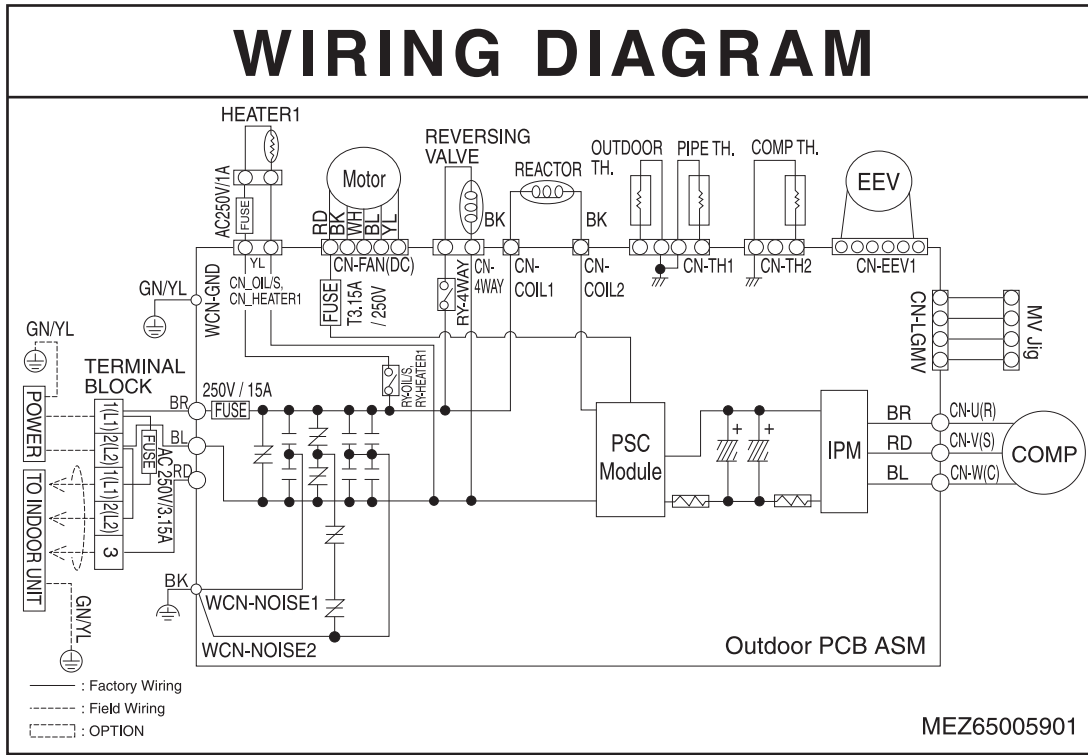 WIRING DIAGRAM
HEATER1
AC250V/1A
FUSE
YL
CN_OIL/S,
CN_HEATER1
Motor
RD
BK
WH
BL
YL
CN-FAN(DC)
FUSE
T3.15A
/ 250V
REVERSING
VALVE
RY-4WAY
CN-
4WAY
REACTOR
BK
BK
CN-
COIL1
CN-
COIL2
OUTDOOR
TH.
PIPE TH.
CN-TH1
COMP TH.
CN-TH2
EEV
CN-EEV1
CN-LGMV
MV Jig
GN/YL
WCN-GND
GN/YL
TERMINAL
BLOCK
POWER
TO INDOOR UNIT
1(L1)
2(L2)
1(L1)
2(L2)
3
FUSE
AC 250V/3.15A
BR
BL
RD
250V / 15A
FUSE
RY-OIL/S,
RY-HEATER1
PSC
Module
IPM
BR
CN-U(R)
RD
CN-V(S)
BL
CN-W(C)
COMP
BK
WCN-NOISE1
WCN-NOISE2
GN/YL
Outdoor PCB ASM
: Factory Wiring
: Field Wiring
: OPTION
MEZ65005901
+
+